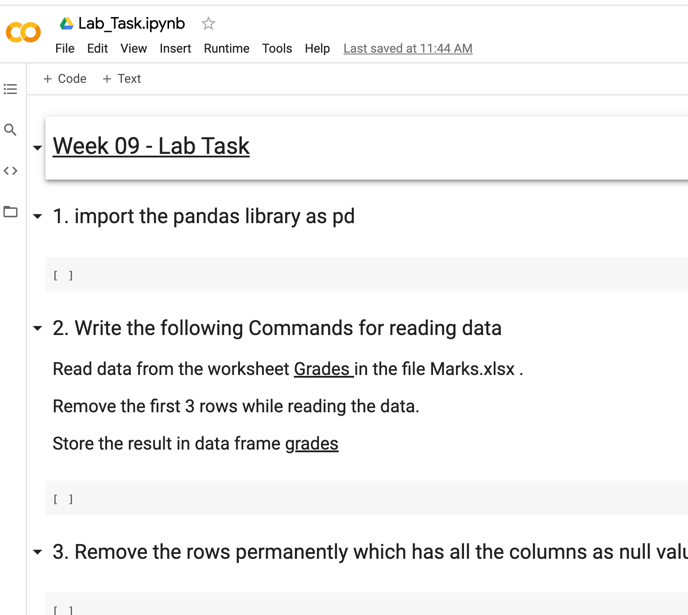 Lab_Task.ipynb
File Edit View Insert Runtime Tools Help Last saved at 11:44 AM
+ Code + Text
Week 09 - Lab Task
1. import the pandas library as pd
[ ]
2. Write the following Commands for reading data
Read data from the worksheet Grades in the file Marks.xlsx .
Remove the first 3 rows while reading the data.
Store the result in data frame grades
[ ]
3. Remove the rows permanently which has all the columns as null valu
[ ]